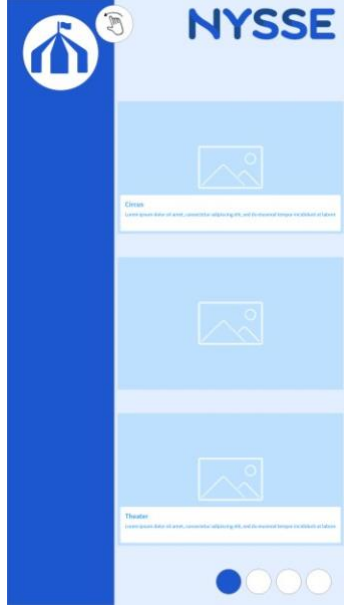 NYSSE
Circus
Lorem ipsum dolor sit amet, consectetur adipiscing elit, sed do eiusmod tempor incididunt ut labore
Theater
Lorem ipsum dolor sit amet, consectetur adipiscing elit, sed do eiusmod tempor incididunt ut labore